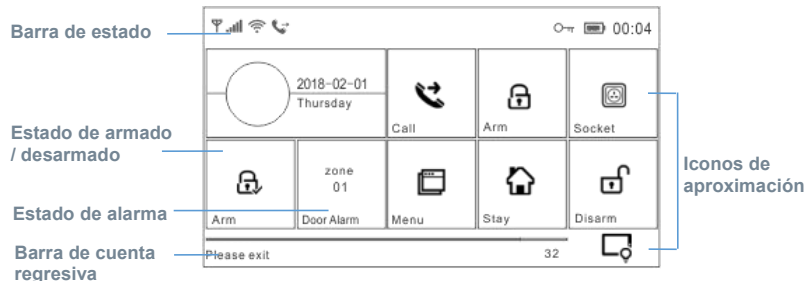 Barra de estado
00:04
2018-02-01
Thursday
Call
Arm
Socket
Estado de armado
/ desarmado
Iconos de
aproximación
zone
01
Estado de alarma
Arm
Door Alarm
Menu
Stay
Disarm
Barra de cuenta
regresiva
Please exit
32